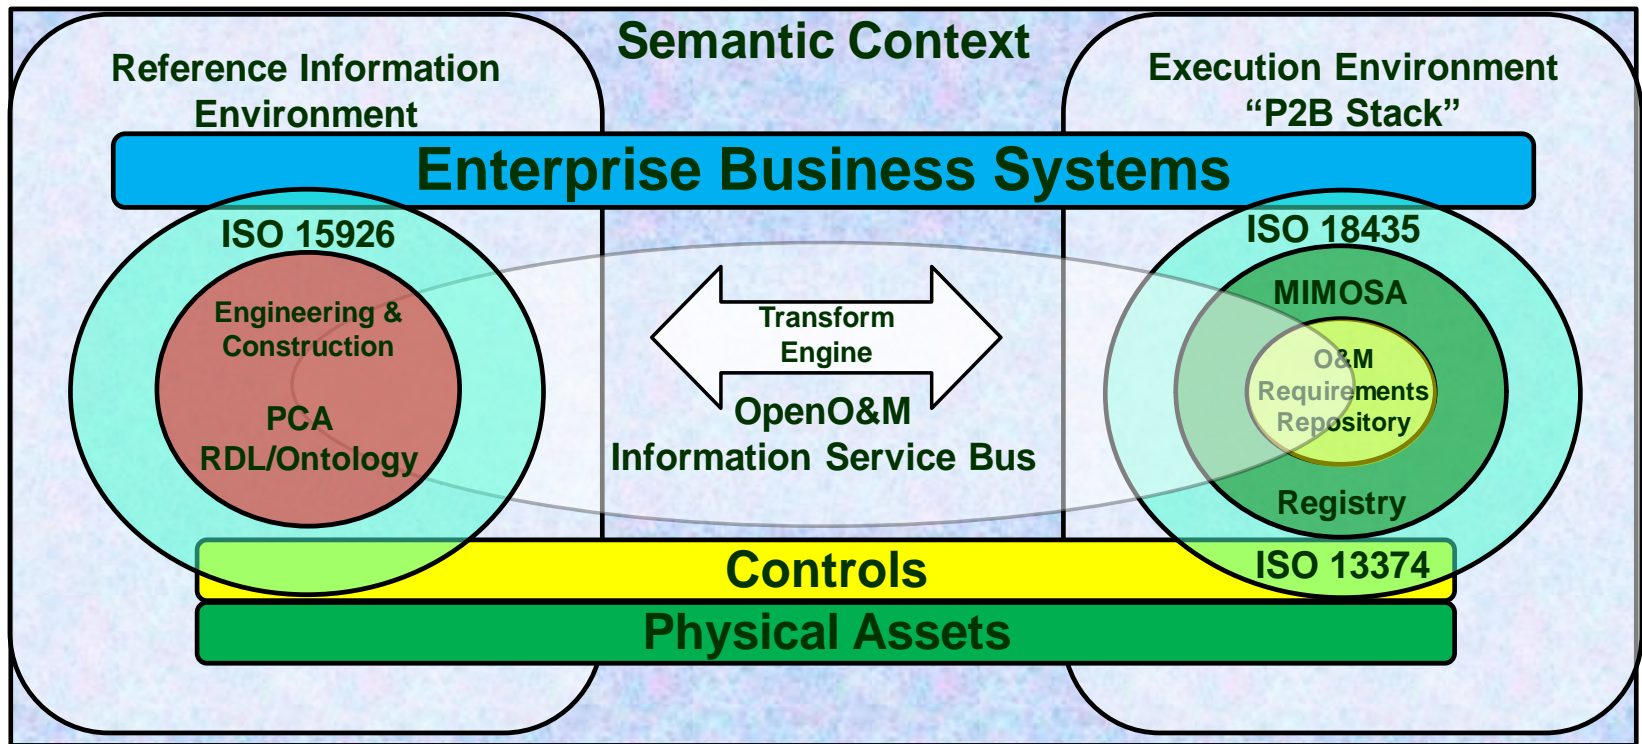 Semantic Context
Reference Information
Environment
Execution Environment
“P2B Stack”
Enterprise Business Systems
ISO 15926
Engineering &
Construction
PCA
RDL/Ontology
Transform
Engine
OpenO&M
Information Service Bus
ISO 18435
MIMOSA
O&M
Requirements
Repository
Registry
Controls
ISO 13374
Physical Assets